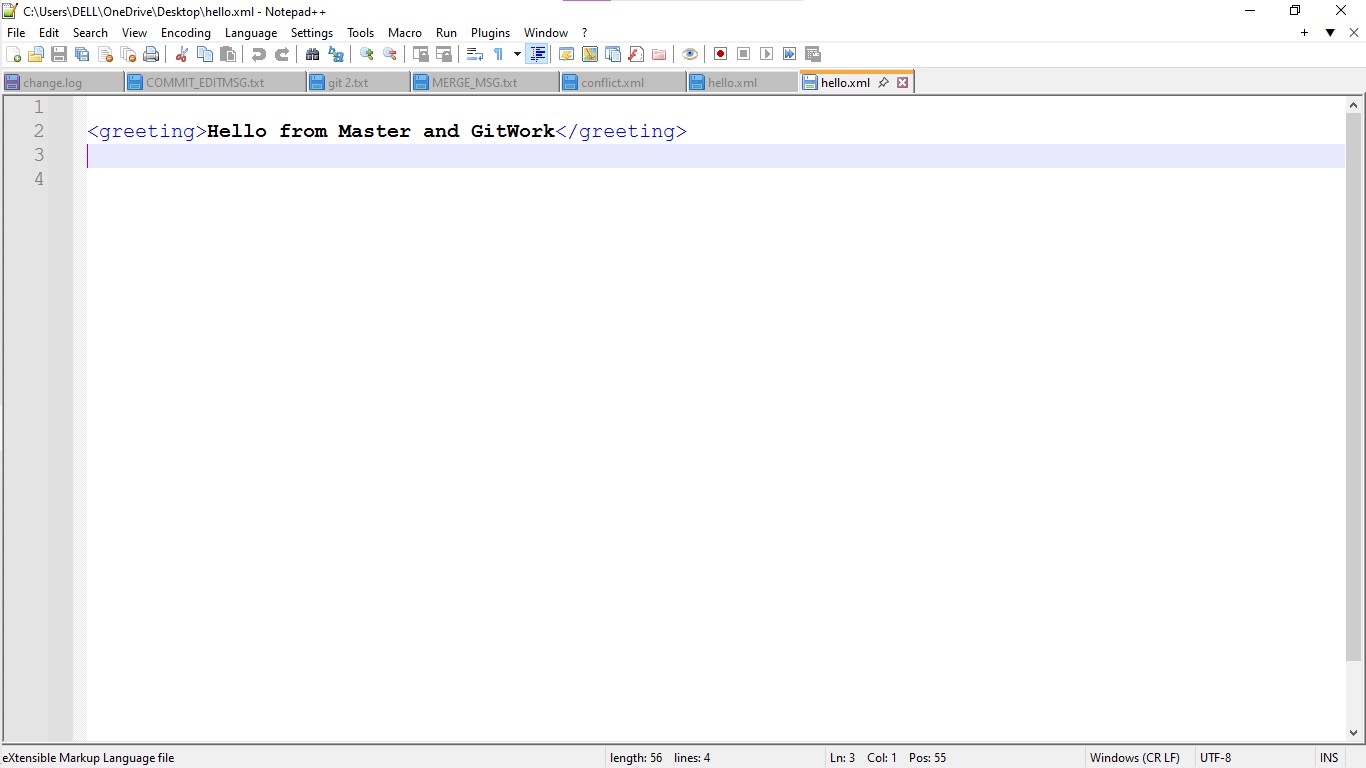 C:\Users\DELL\OneDrive\Desktop\hello.xml - Notepad++
File Edit Search View Encoding Language Settings Tools Macro Run Plugins Window ?
change.log COMMIT_EDITMSG.txt git 2.txt MERGE_MSG.txt conflict.xml hello.xml hello.xml
1
2 <greeting>Hello from Master and GitWork</greeting>
3
4
eXtensible Markup Language file length: 56 lines: 4 Ln: 3 Col: 1 Pos: 55 Windows (CR LF) UTF-8 INS